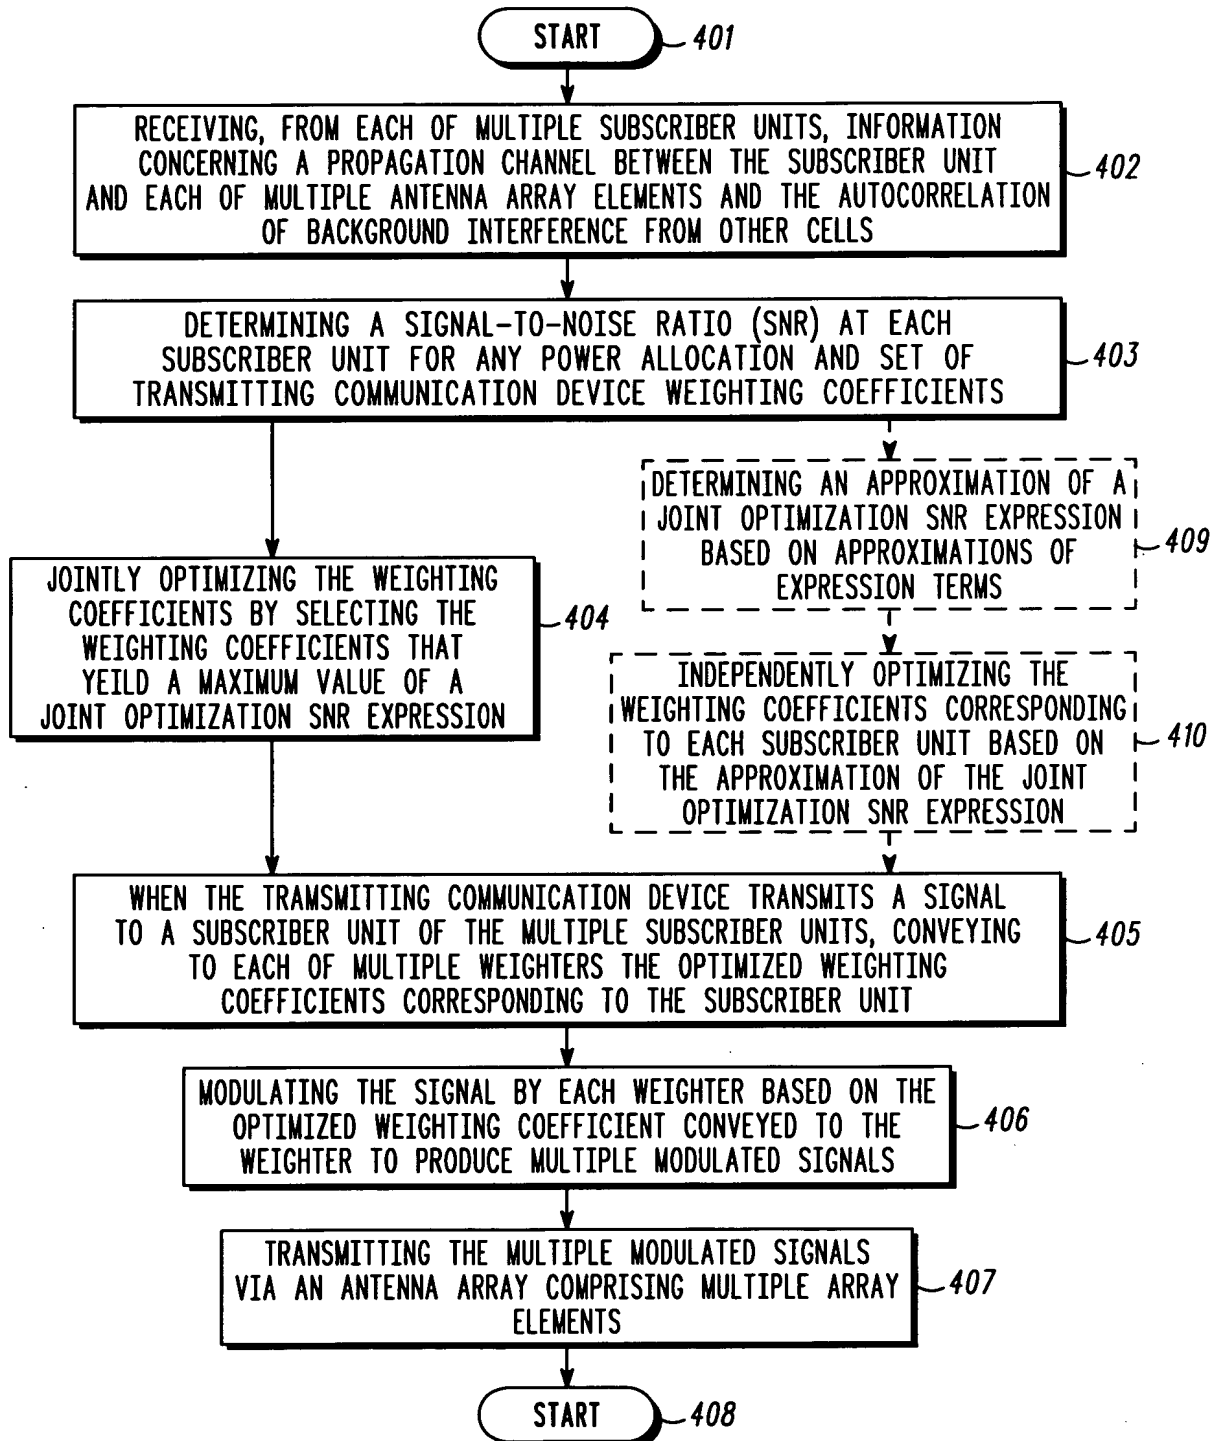 START
401
RECEIVING, FROM EACH OF MULTIPLE SUBSCRIBER UNITS, INFORMATION
CONCERNING A PROPAGATION CHANNEL BETWEEN THE SUBSCRIBER UNIT
AND EACH OF MULTIPLE ANTENNA ARRAY ELEMENTS AND THE AUTOCORRELATION
OF BACKGROUND INTERFERENCE FROM OTHER CELLS
402
DETERMINING A SIGNAL-TO-NOISE RATIO (SNR) AT EACH
SUBSCRIBER UNIT FOR ANY POWER ALLOCATION AND SET OF
TRANSMITTING COMMUNICATION DEVICE WEIGHTING COEFFICIENTS
403
JOINTLY OPTIMIZING THE WEIGHTING
COEFFICIENTS BY SELECTING THE
WEIGHTING COEFFICIENTS THAT
YEILD A MAXIMUM VALUE OF A
JOINT OPTIMIZATION SNR EXPRESSION
404
DETERMINING AN APPROXIMATION OF A
JOINT OPTIMIZATION SNR EXPRESSION
BASED ON APPROXIMATIONS OF
EXPRESSION TERMS
409
INDEPENDENTLY OPTIMIZING THE
WEIGHTING COEFFICIENTS CORRESPONDING
TO EACH SUBSCRIBER UNIT BASED ON
THE APPROXIMATION OF THE JOINT
OPTIMIZATION SNR EXPRESSION
410
WHEN THE TRAMSMITTING COMMUNICATION DEVICE TRANSMITS A SIGNAL
TO A SUBSCRIBER UNIT OF THE MULTIPLE SUBSCRIBER UNITS, CONVEYING
TO EACH OF MULTIPLE WEIGHTERS THE OPTIMIZED WEIGHTING
COEFFICIENTS CORRESPONDING TO THE SUBSCRIBER UNIT
405
MODULATING THE SIGNAL BY EACH WEIGHTER BASED ON THE
OPTIMIZED WEIGHTING COEFFICIENT CONVEYED TO THE
WEIGHTER TO PRODUCE MULTIPLE MODULATED SIGNALS
406
TRANSMITTING THE MULTIPLE MODULATED SIGNALS
VIA AN ANTENNA ARRAY COMPRISING MULTIPLE ARRAY
ELEMENTS
407
START
408